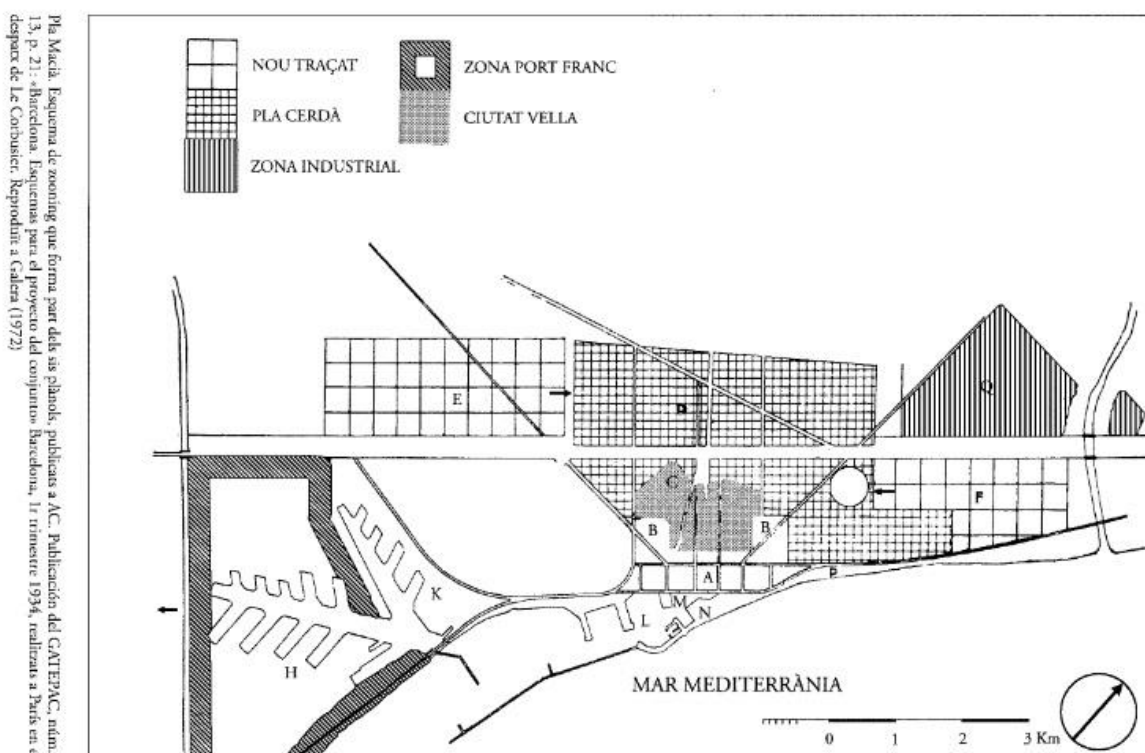 Pla Macià. Esquema de zooning que forma part dels sis plànols, publicats a AC. Publicación del GATEPAC, núm.
13, p. 21: «Barcelona. Esquemas para el proyecto del conjunto» Barcelona, 1r trimestre 1934, realitzats a París en
despatx de Le Corbusier. Reproduït a Galera (1972)
NOU TRAÇAT
PLA CERDÀ
ZONA INDUSTRIAL
ZONA PORT FRANC
CIUTAT VELLA
E
D
Q
C
F
B
B
A
P
K
M
L
N
H
MAR MEDITERRÀNIA
0 1 2 3 Km